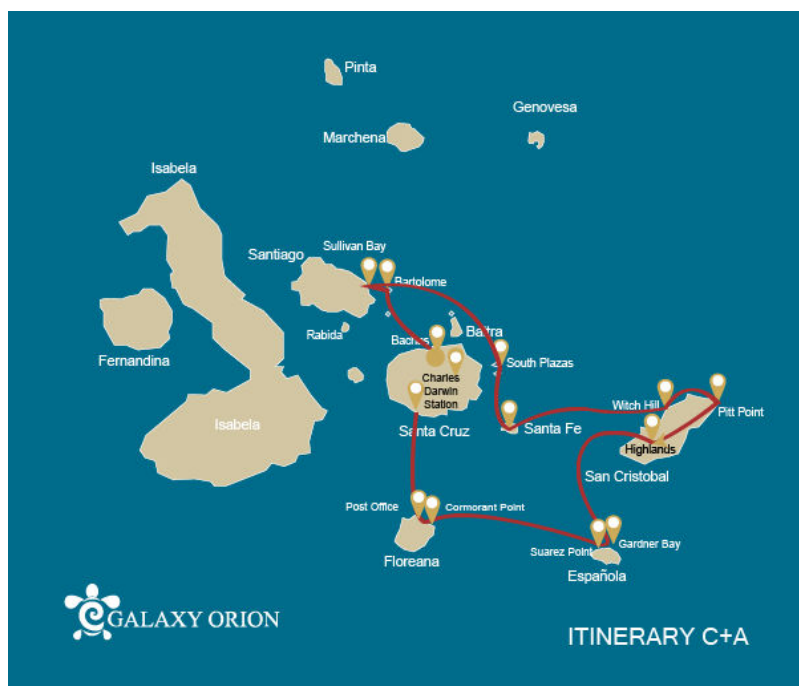 Pinta
Genovesa
Marchena
Isabela
Sullivan Bay
Santiago
Bartolome
Rabida
Baltra
Bachas
Fernandina
South Plazas
Charles
Darwin
Station
Witch Hill
Pitt Point
Isabela
Santa Cruz
Santa Fe
Highlands
San Cristobal
Post Office
Cormorant Point
Suarez Point
Gardner Bay
Floreana
Española
GALAXY ORION
ITINERARY C+A